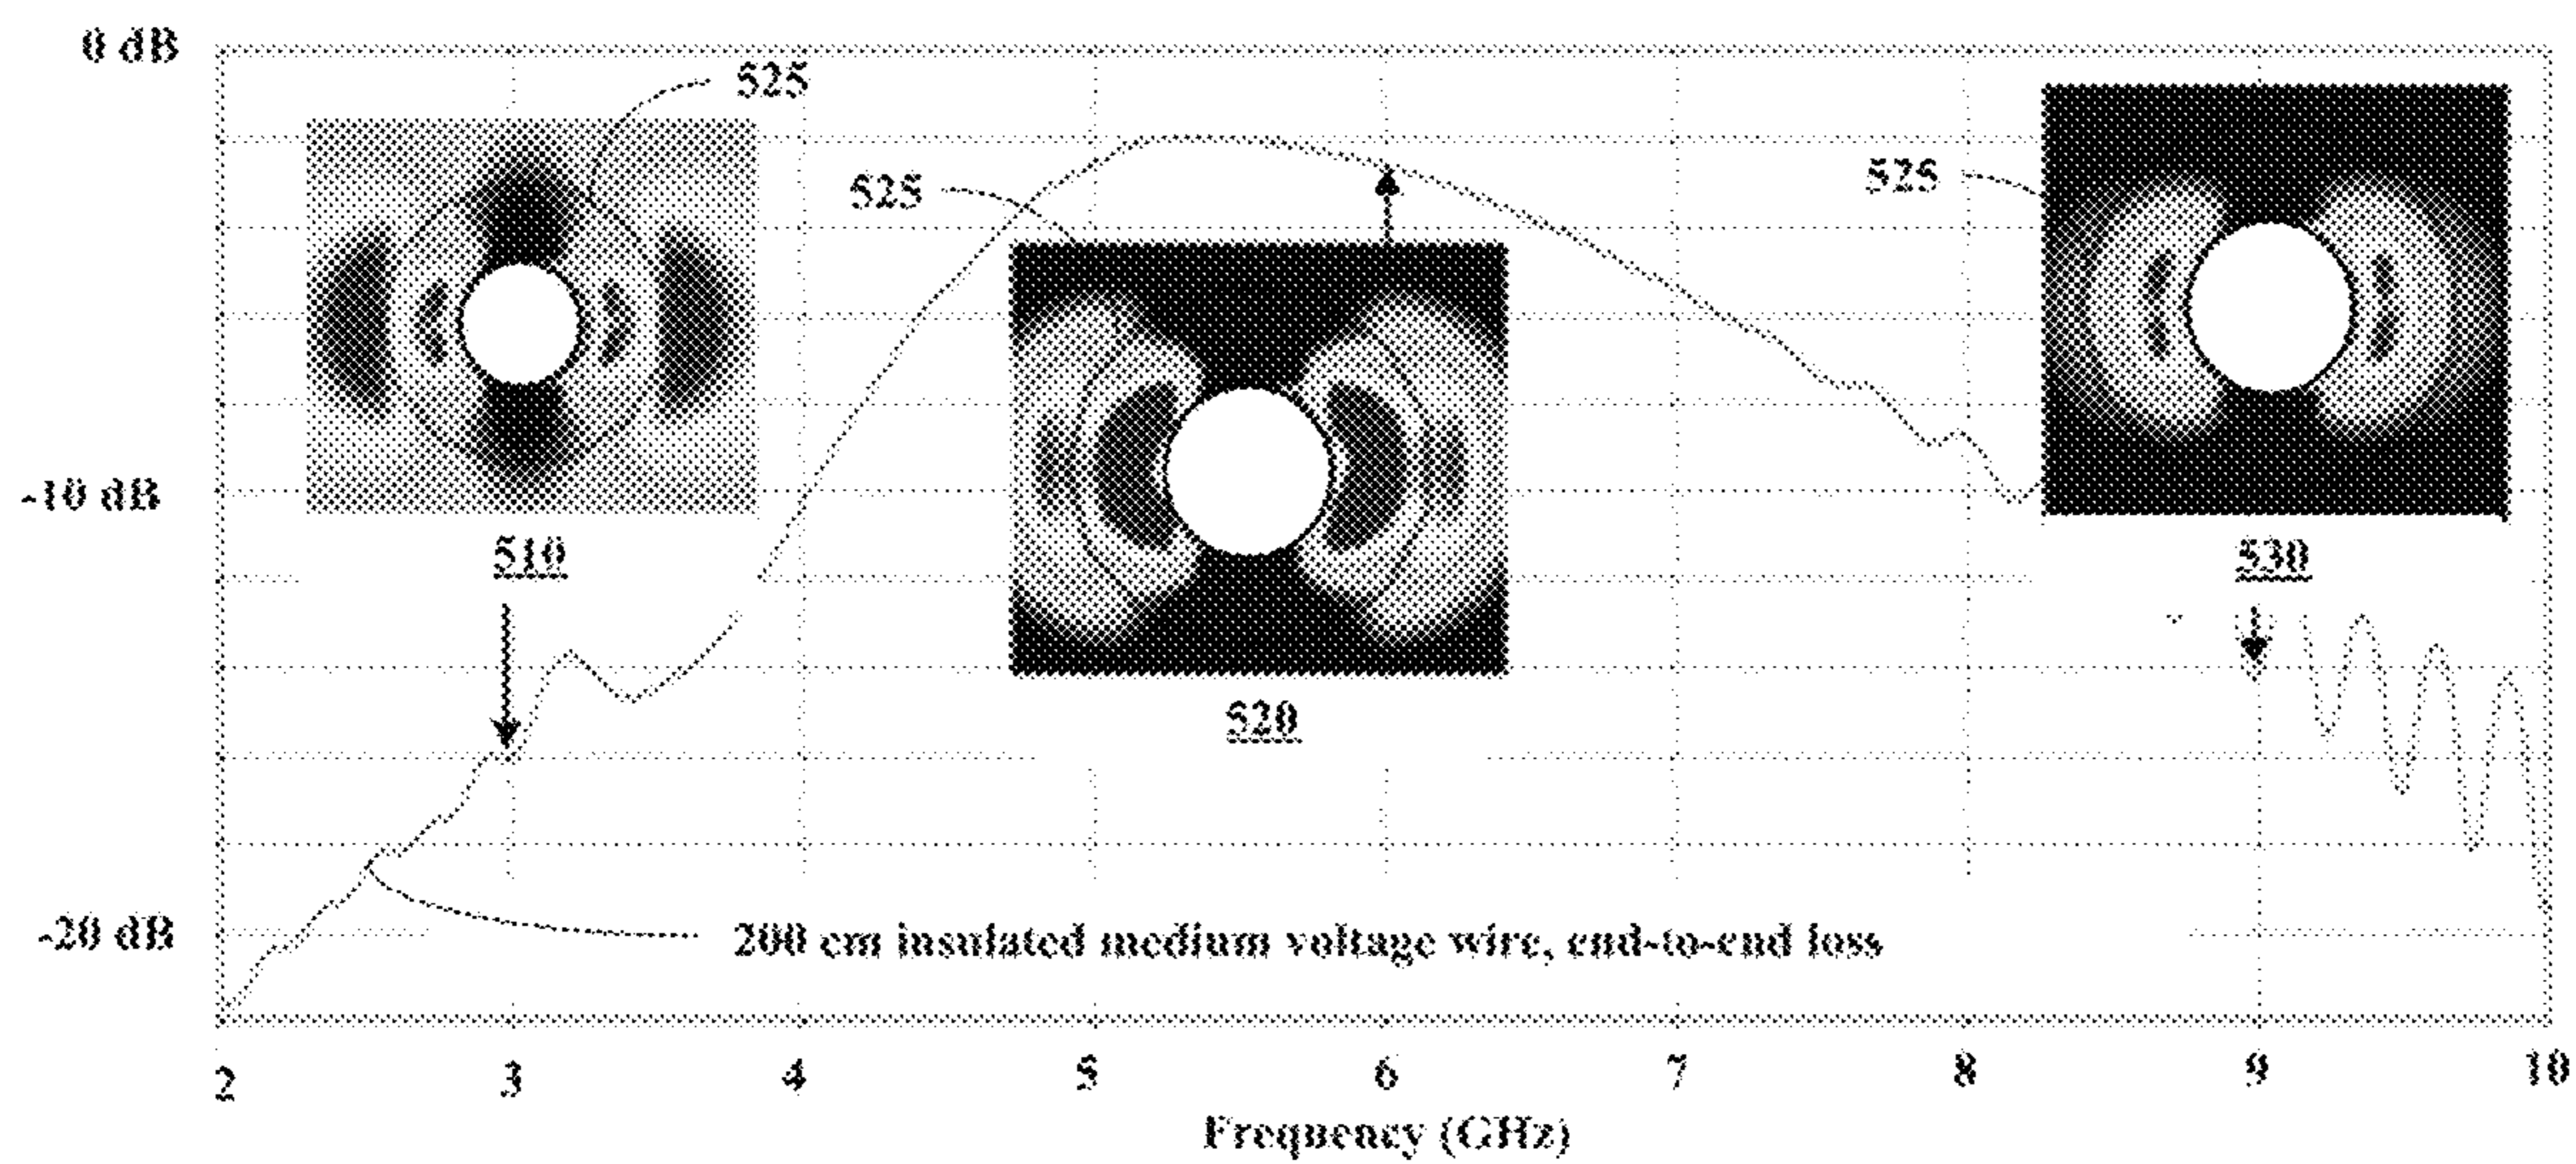 0 dB
525
525
525
-10 dB
510
530
520
-20 dB
200 cm insulated medium voltage wire, end-to-end loss
2 3 4 5 6 7 8 9 10
Frequency (GHz)